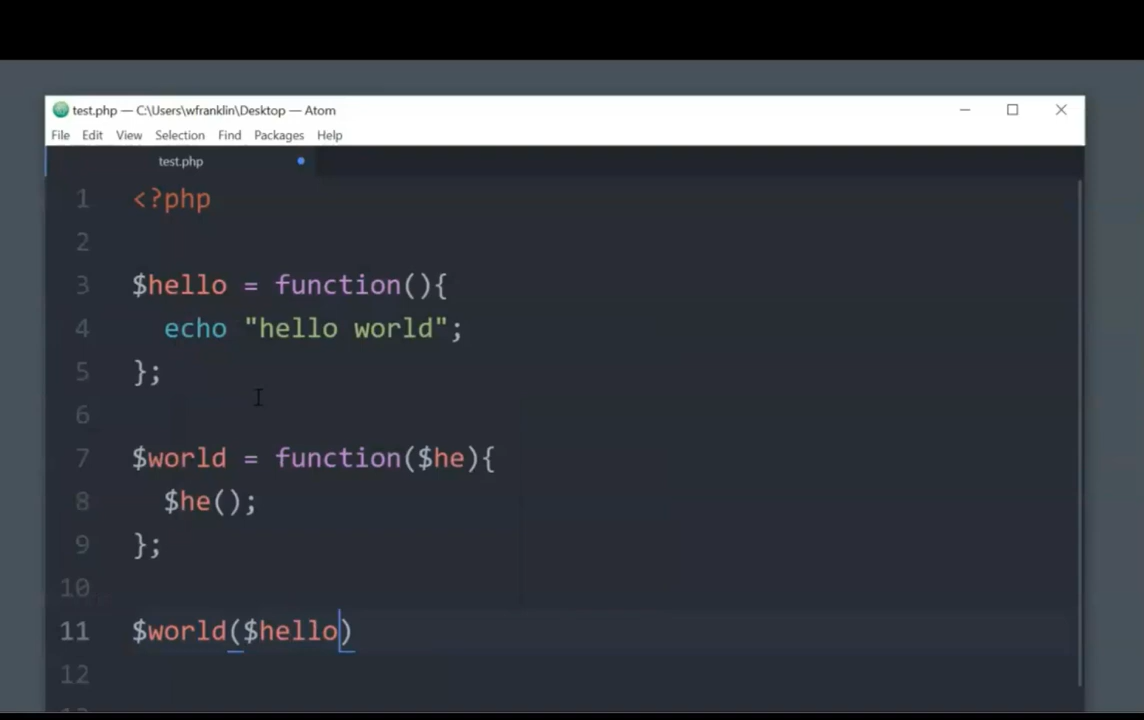 test.php — C:\Users\wfranklin\Desktop — Atom
File Edit View Selection Find Packages Help
test.php
1 <?php
2
3 $hello = function(){
4   echo "hello world";
5 };
6
7 $world = function($he){
8   $he();
9 };
10
11 $world($hello)
12